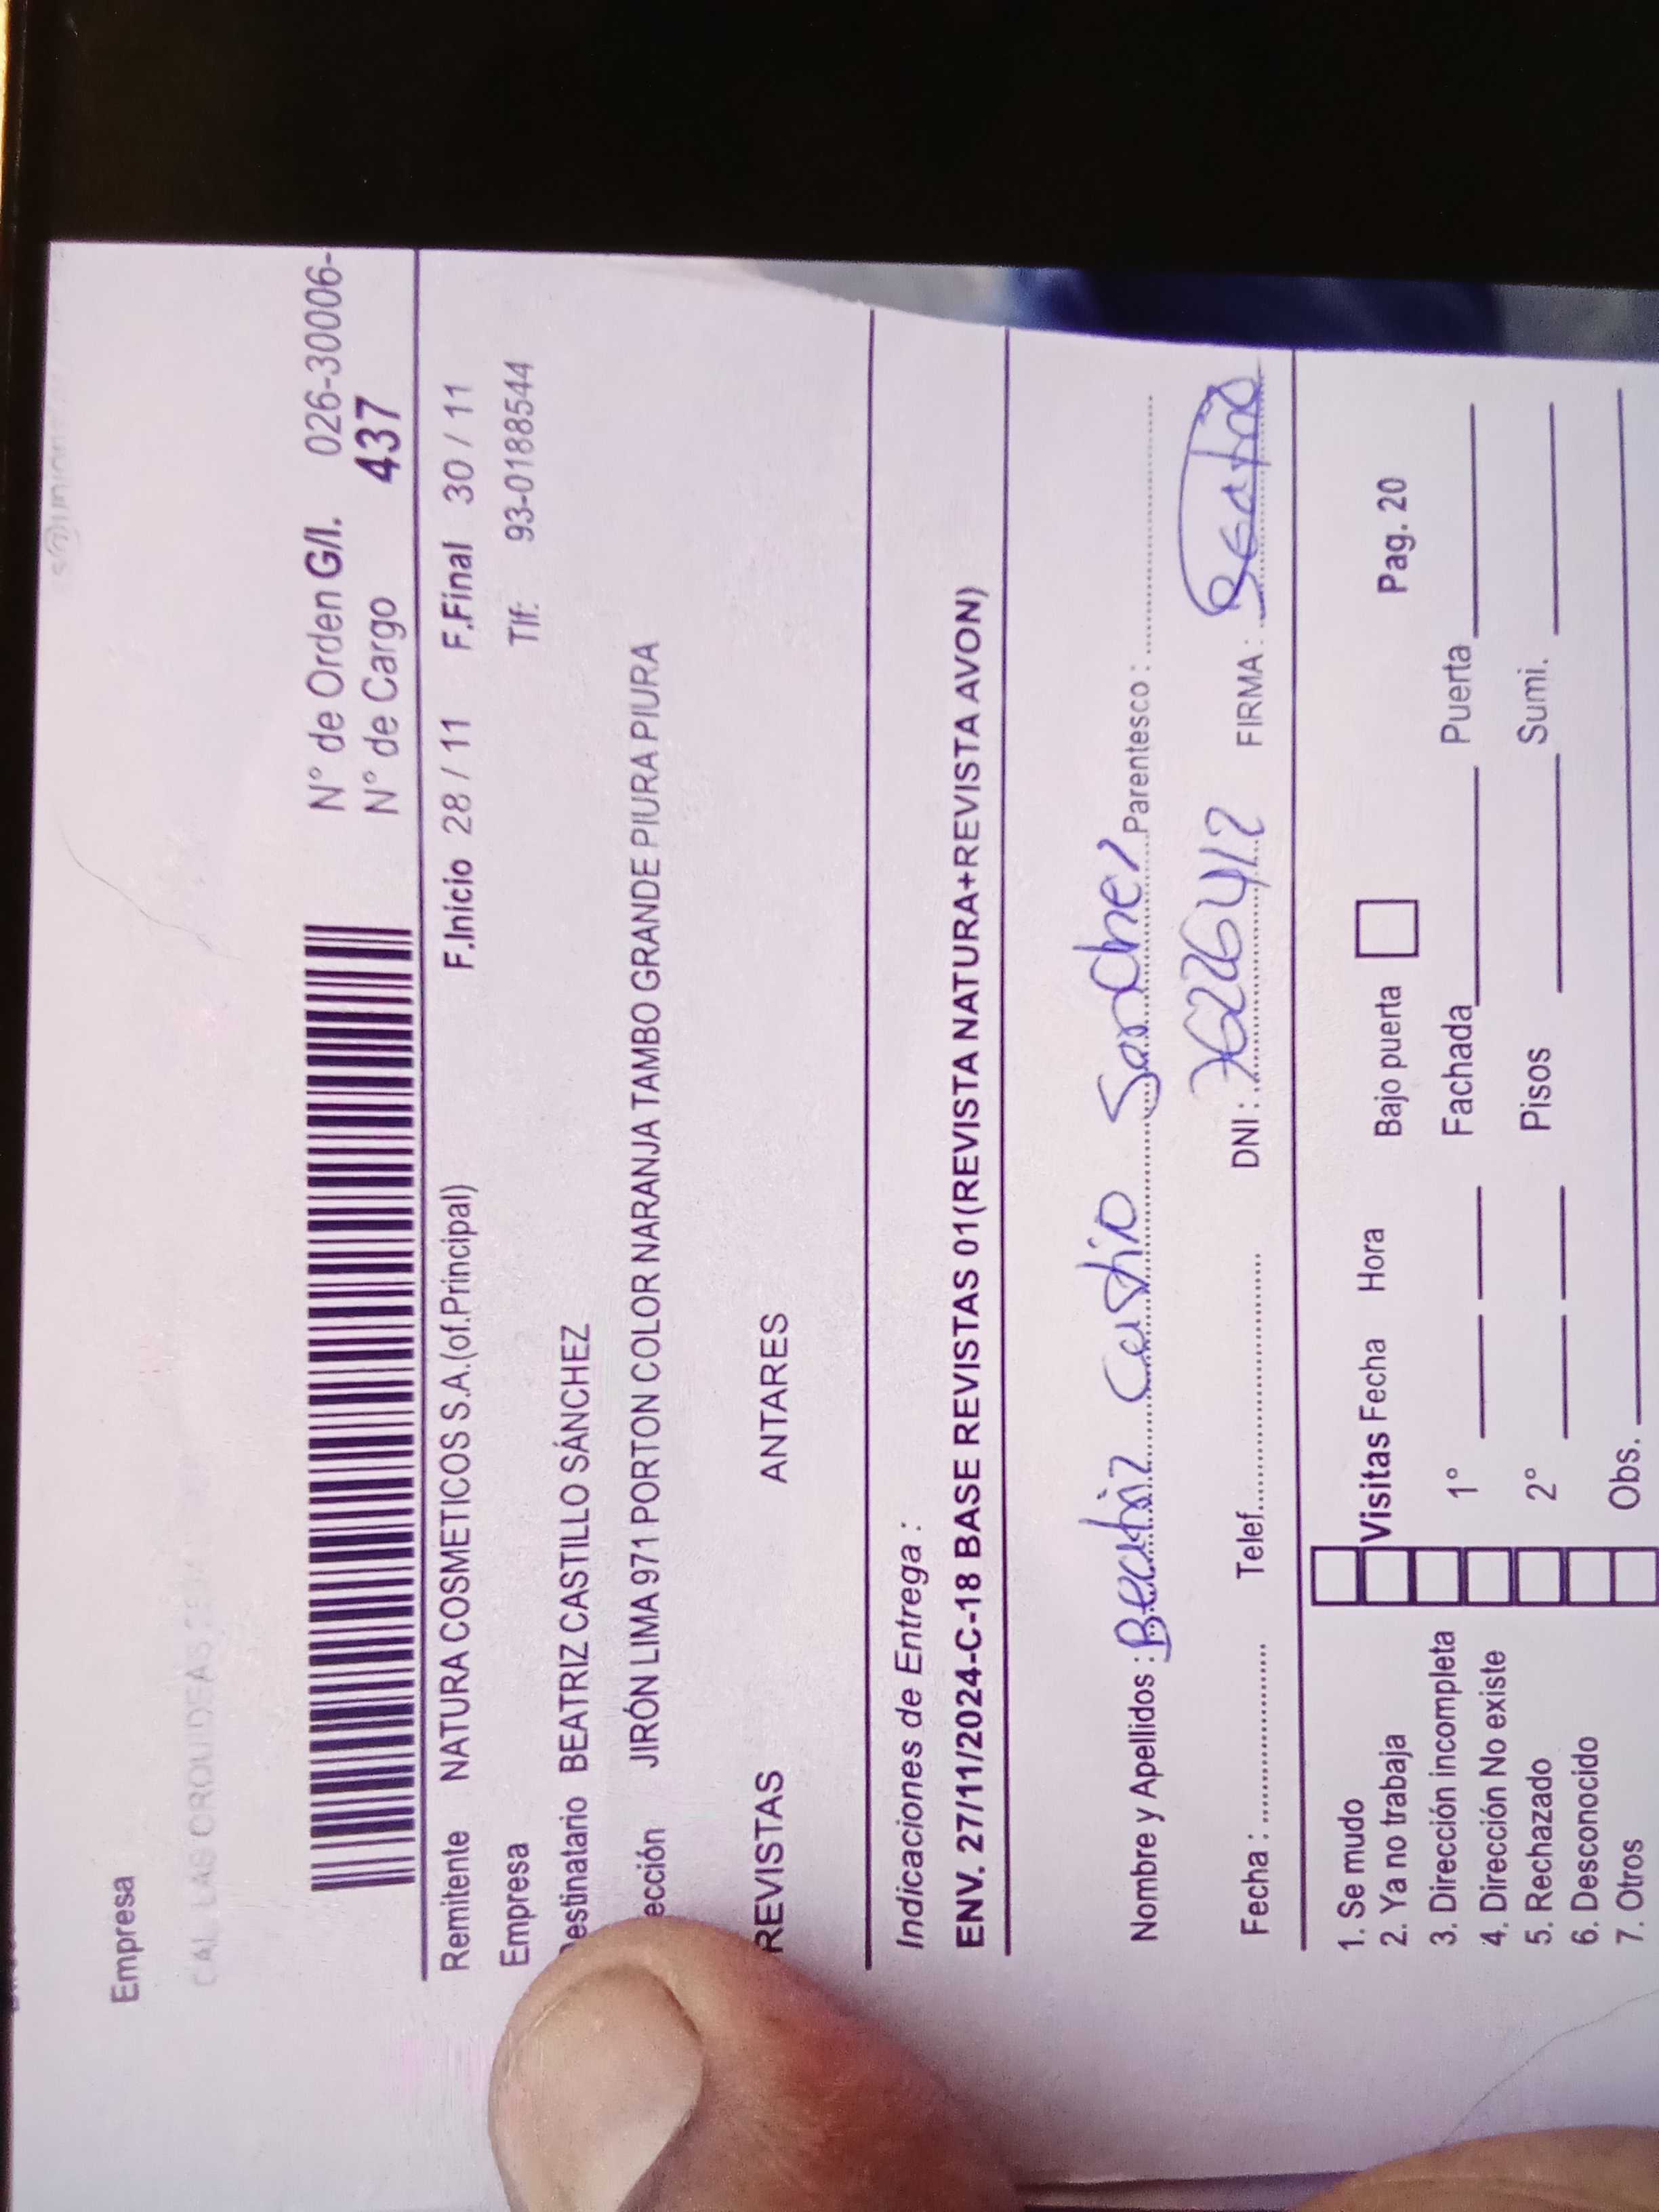 Empresa
CAL. LAS ORQUIDEAS
N° de Orden G/I. 026-30006-
N° de Cargo 437
Remitente NATURA COSMETICOS S.A.(of.Principal) F.Inicio 28 / 11 F.Final 30 / 11
Empresa Tlf: 93-0188544
estinatario BEATRIZ CASTILLO SÁNCHEZ
ección JIRÓN LIMA 971 PORTON COLOR NARANJA TAMBO GRANDE PIURA PIURA
REVISTAS ANTARES
Indicaciones de Entrega :
ENV. 27/11/2024-C-18 BASE REVISTAS 01(REVISTA NATURA+REVISTA AVON)
Nombre y Apellidos : Beatriz Castillo Sanchez Parentesco :
Fecha : Telef. DNI : 76226412 FIRMA : Beatriz
1. Se mudo Visitas Fecha Hora Bajo puerta Pag. 20
2. Ya no trabaja
3. Dirección incompleta 1° Fachada Puerta
4. Dirección No existe
5. Rechazado 2° Pisos Sumi.
6. Desconocido
7. Otros Obs.